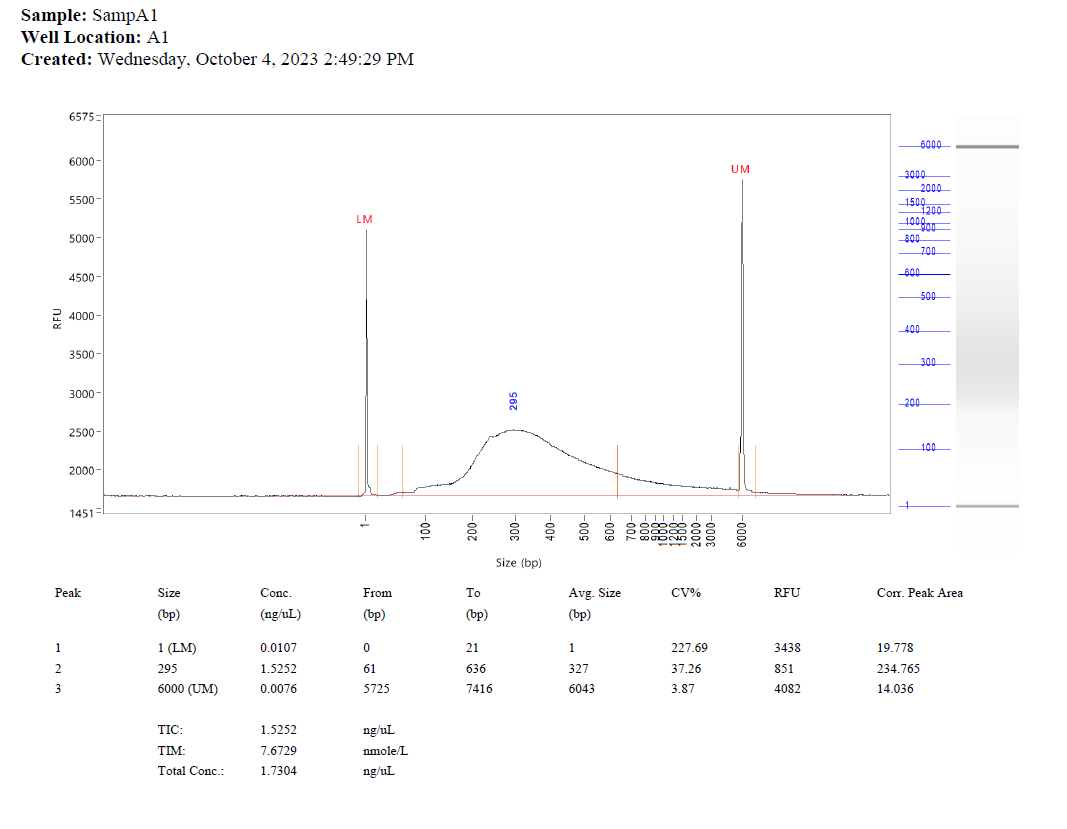 Sample: SampA1
Well Location: A1
Created: Wednesday, October 4, 2023 2:49:29 PM
6575
6000
5500
5000
4500
4000
3500
3000
2500
2000
1451
RFU
LM
295
UM
1
100
200
300
400
500
600
700
800
900
1000
1200
1500
2000
3000
6000
Size (bp)
6000
3000
2000
1500
1200
1000
900
800
700
600
500
400
300
200
100
1
Peak Size Conc. From To Avg. Size CV% RFU Corr. Peak Area
(bp) (ng/uL) (bp) (bp) (bp)
1 1 (LM) 0.0107 0 21 1 227.69 3438 19.778
2 295 1.5252 61 636 327 37.26 851 234.765
3 6000 (UM) 0.0076 5725 7416 6043 3.87 4082 14.036
TIC: 1.5252 ng/uL
TIM: 7.6729 nmole/L
Total Conc.: 1.7304 ng/uL